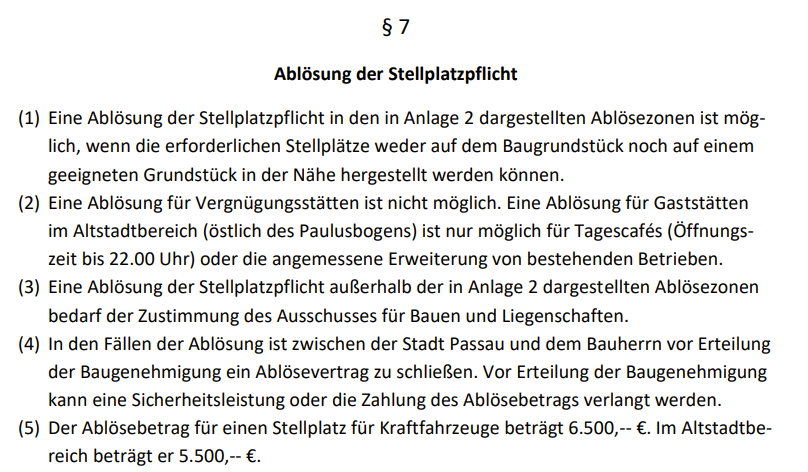 § 7
Ablösung der Stellplatzpflicht
(1) Eine Ablösung der Stellplatzpflicht in den in Anlage 2 dargestellten Ablösezonen ist mög-
lich, wenn die erforderlichen Stellplätze weder auf dem Baugrundstück noch auf einem
geeigneten Grundstück in der Nähe hergestellt werden können.
(2) Eine Ablösung für Vergnügungsstätten ist nicht möglich. Eine Ablösung für Gaststätten
im Altstadtbereich (östlich des Paulusbogens) ist nur möglich für Tagescafés (Öffnungs-
zeit bis 22.00 Uhr) oder die angemessene Erweiterung von bestehenden Betrieben.
(3) Eine Ablösung der Stellplatzpflicht außerhalb der in Anlage 2 dargestellten Ablösezonen
bedarf der Zustimmung des Ausschusses für Bauen und Liegenschaften.
(4) In den Fällen der Ablösung ist zwischen der Stadt Passau und dem Bauherrn vor Erteilung
der Baugenehmigung ein Ablösevertrag zu schließen. Vor Erteilung der Baugenehmigung
kann eine Sicherheitsleistung oder die Zahlung des Ablösebetrags verlangt werden.
(5) Der Ablösebetrag für einen Stellplatz für Kraftfahrzeuge beträgt 6.500,-- €. Im Altstadtbe-
reich beträgt er 5.500,-- €.